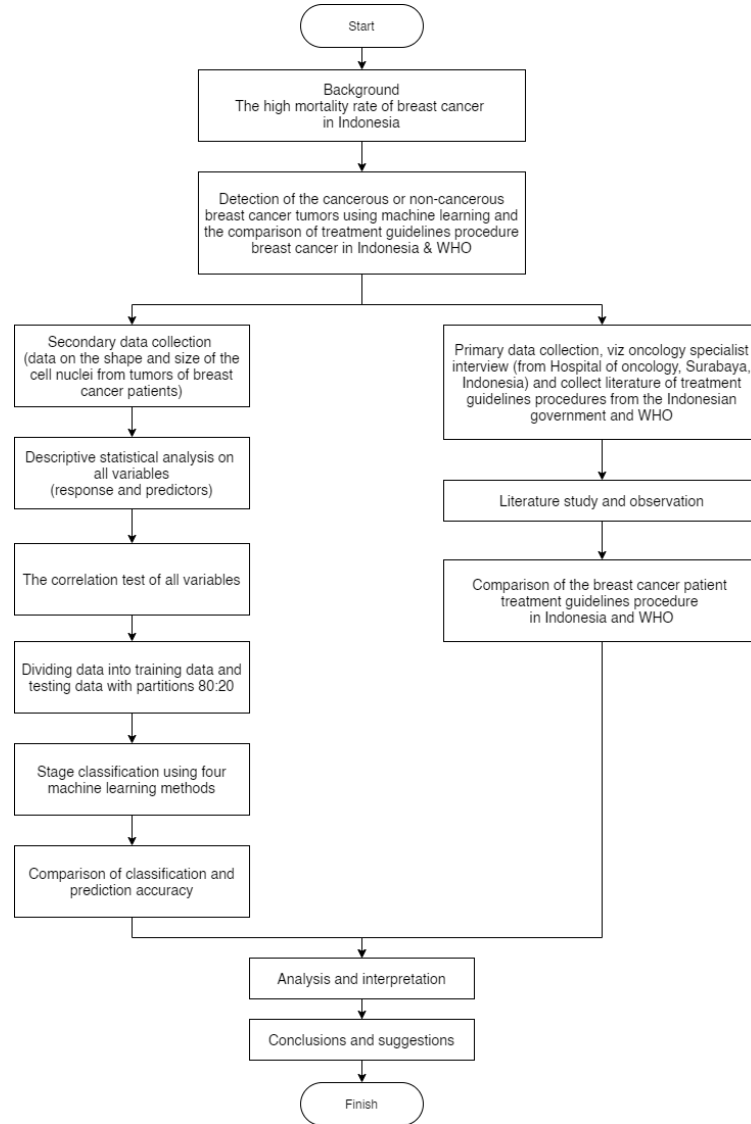 Start
Background
The high mortality rate of breast cancer
in Indonesia
Detection of the cancerous or non-cancerous
breast cancer tumors using machine learning and
the comparison of treatment guidelines procedure
breast cancer in Indonesia & WHO
Secondary data collection
(data on the shape and size of the
cell nuclei from tumors of breast
cancer patients)
Descriptive statistical analysis on
all variables
(response and predictors)
The correlation test of all variables
Dividing data into training data and
testing data with partitions 80:20
Stage classification using four
machine learning methods
Comparison of classification and
prediction accuracy
Primary data collection, viz oncology specialist
interview (from Hospital of oncology, Surabaya,
Indonesia) and collect literature of treatment
guidelines procedures from the Indonesian
government and WHO
Literature study and observation
Comparison of the breast cancer patient
treatment guidelines procedure
in Indonesia and WHO
Analysis and interpretation
Conclusions and suggestions
Finish